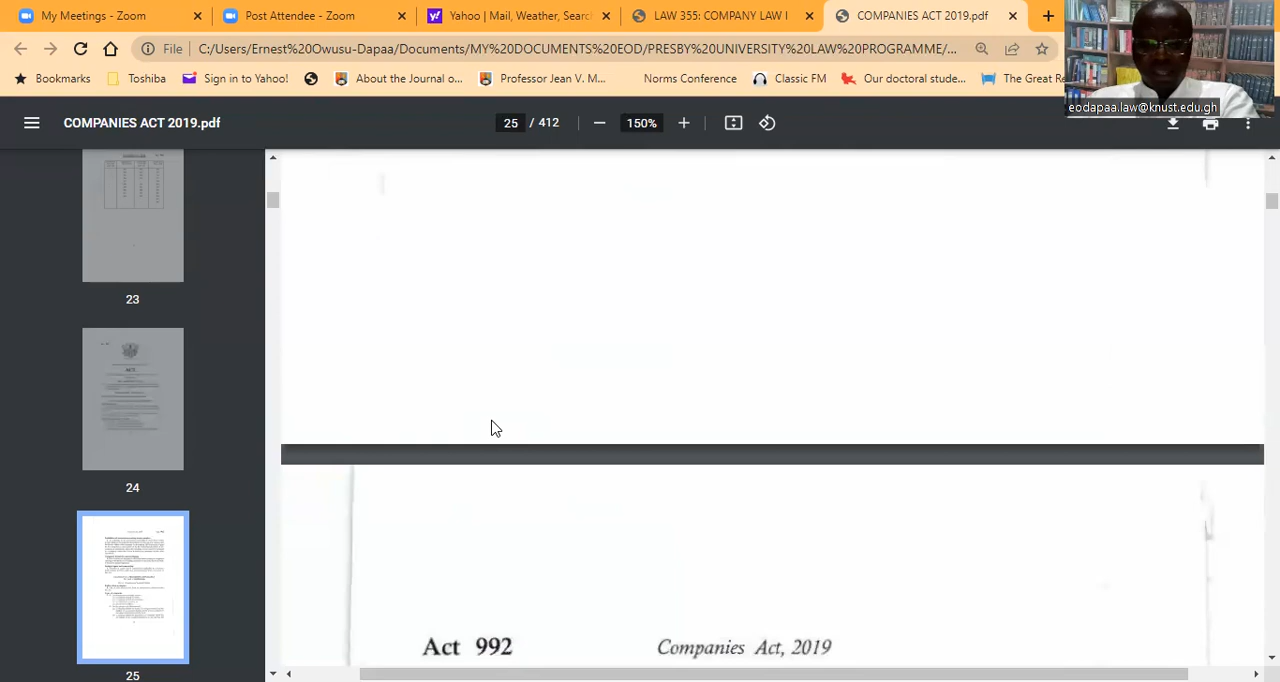 My Meetings - Zoom
Post Attendee - Zoom
Yahoo | Mail, Weather, Searc
LAW 355: COMPANY LAW I
COMPANIES ACT 2019.pdf
File
C:/Users/Ernest%20Owusu-Dapaa/Documents/MY%20DOCUMENTS%20EOD/PRESBY%20UNIVERSITY%20LAW%20PROGRAMME/...
Bookmarks
Toshiba
Sign in to Yahoo!
About the Journal o...
Professor Jean V. M...
Norms Conference
Classic FM
Our doctoral stude...
The Great Re
eodapaa.law@knust.edu.gh
COMPANIES ACT 2019.pdf
25 / 412
150%
23
24
25
Act 992
Companies Act, 2019